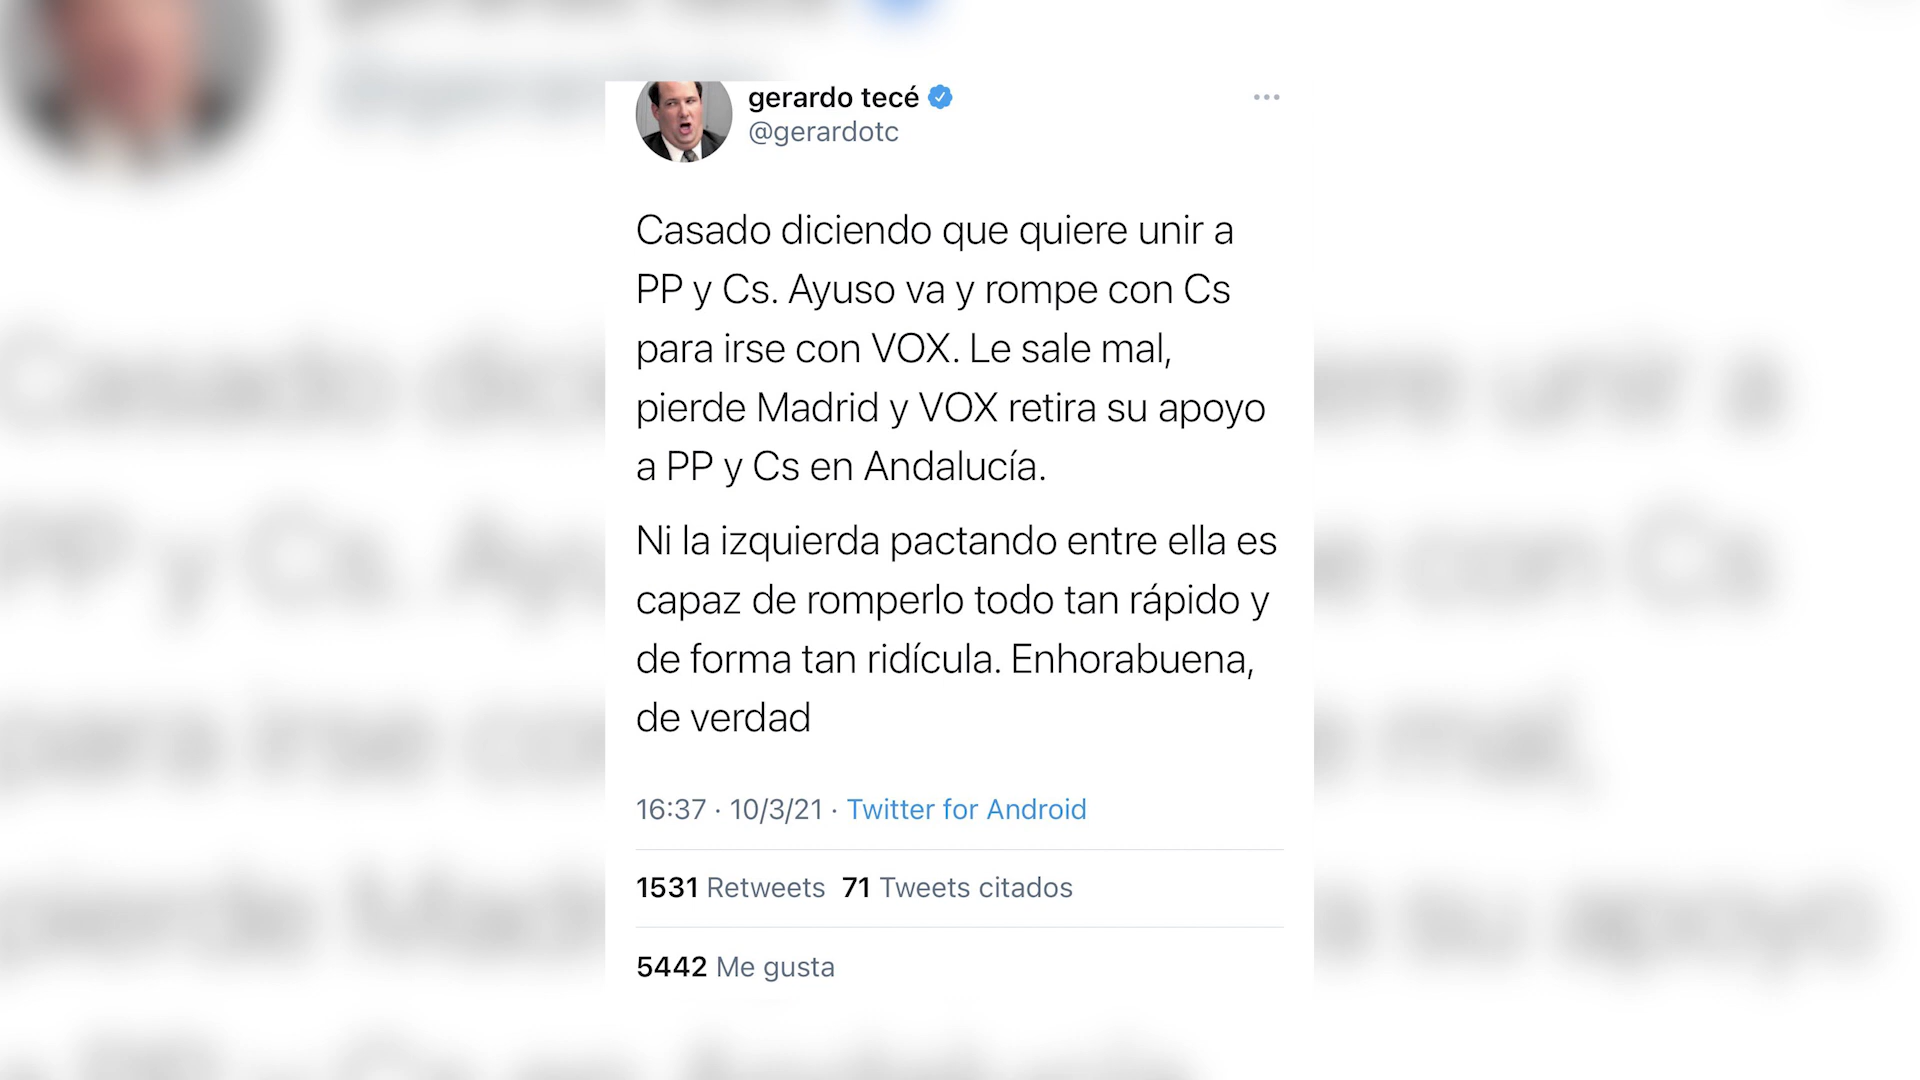 gerardo tecé
@gerardotc
Casado diciendo que quiere unir a
PP y Cs. Ayuso va y rompe con Cs
para irse con VOX. Le sale mal,
pierde Madrid y VOX retira su apoyo
a PP y Cs en Andalucía.
Ni la izquierda pactando entre ella es
capaz de romperlo todo tan rápido y
de forma tan ridícula. Enhorabuena,
de verdad
16:37 · 10/3/21 · Twitter for Android
1531 Retweets 71 Tweets citados
5442 Me gusta